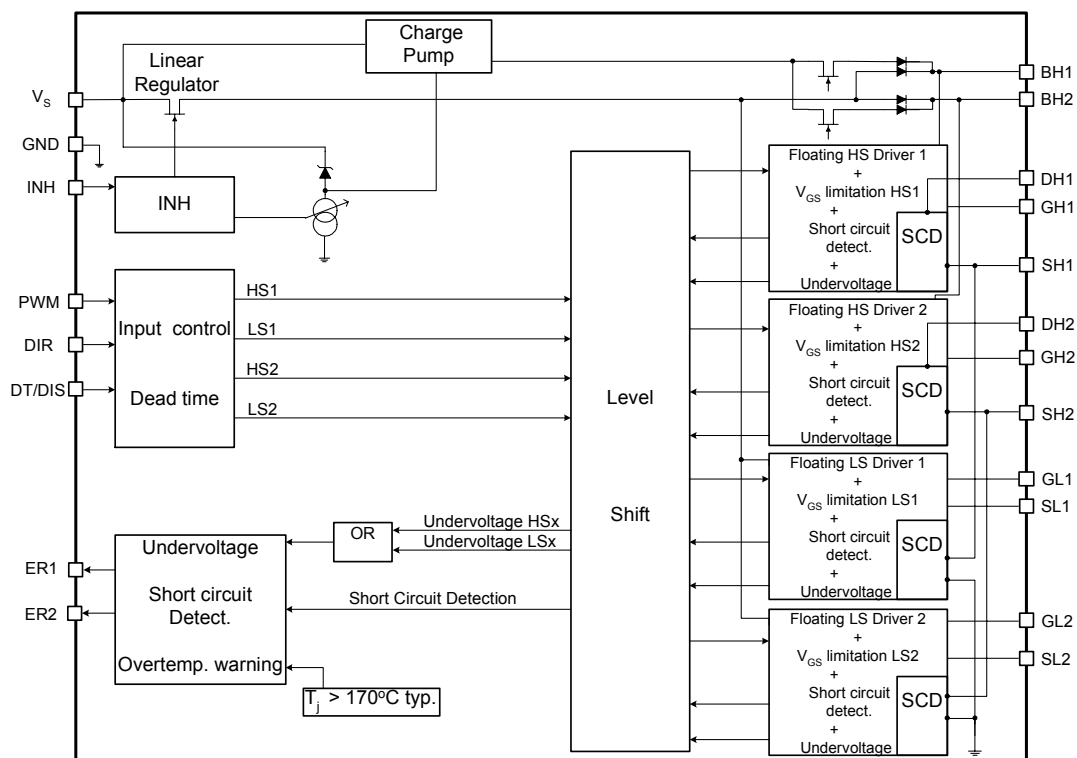 Charge
Pump
Linear
Regulator
VS
GND
INH
INH
PWM
DIR
DT/DIS
Input control
Dead time
HS1
LS1
HS2
LS2
Level
Shift
OR
Undervoltage HSx
Undervoltage LSx
Short Circuit Detection
ER1
ER2
Undervoltage
Short circuit
Detect.
Overtemp. warning
Tj > 170°C typ.
Floating HS Driver 1
+
VGS limitation HS1
+
Short circuit
detect.
+
Undervoltage
SCD
Floating HS Driver 2
+
VGS limitation HS2
+
Short circuit
detect.
+
Undervoltage
SCD
Floating LS Driver 1
+
VGS limitation LS1
+
Short circuit
detect.
+
Undervoltage
SCD
Floating LS Driver 2
+
VGS limitation LS2
+
Short circuit
detect.
+
Undervoltage
SCD
BH1
BH2
DH1
GH1
SH1
DH2
GH2
SH2
GL1
SL1
GL2
SL2